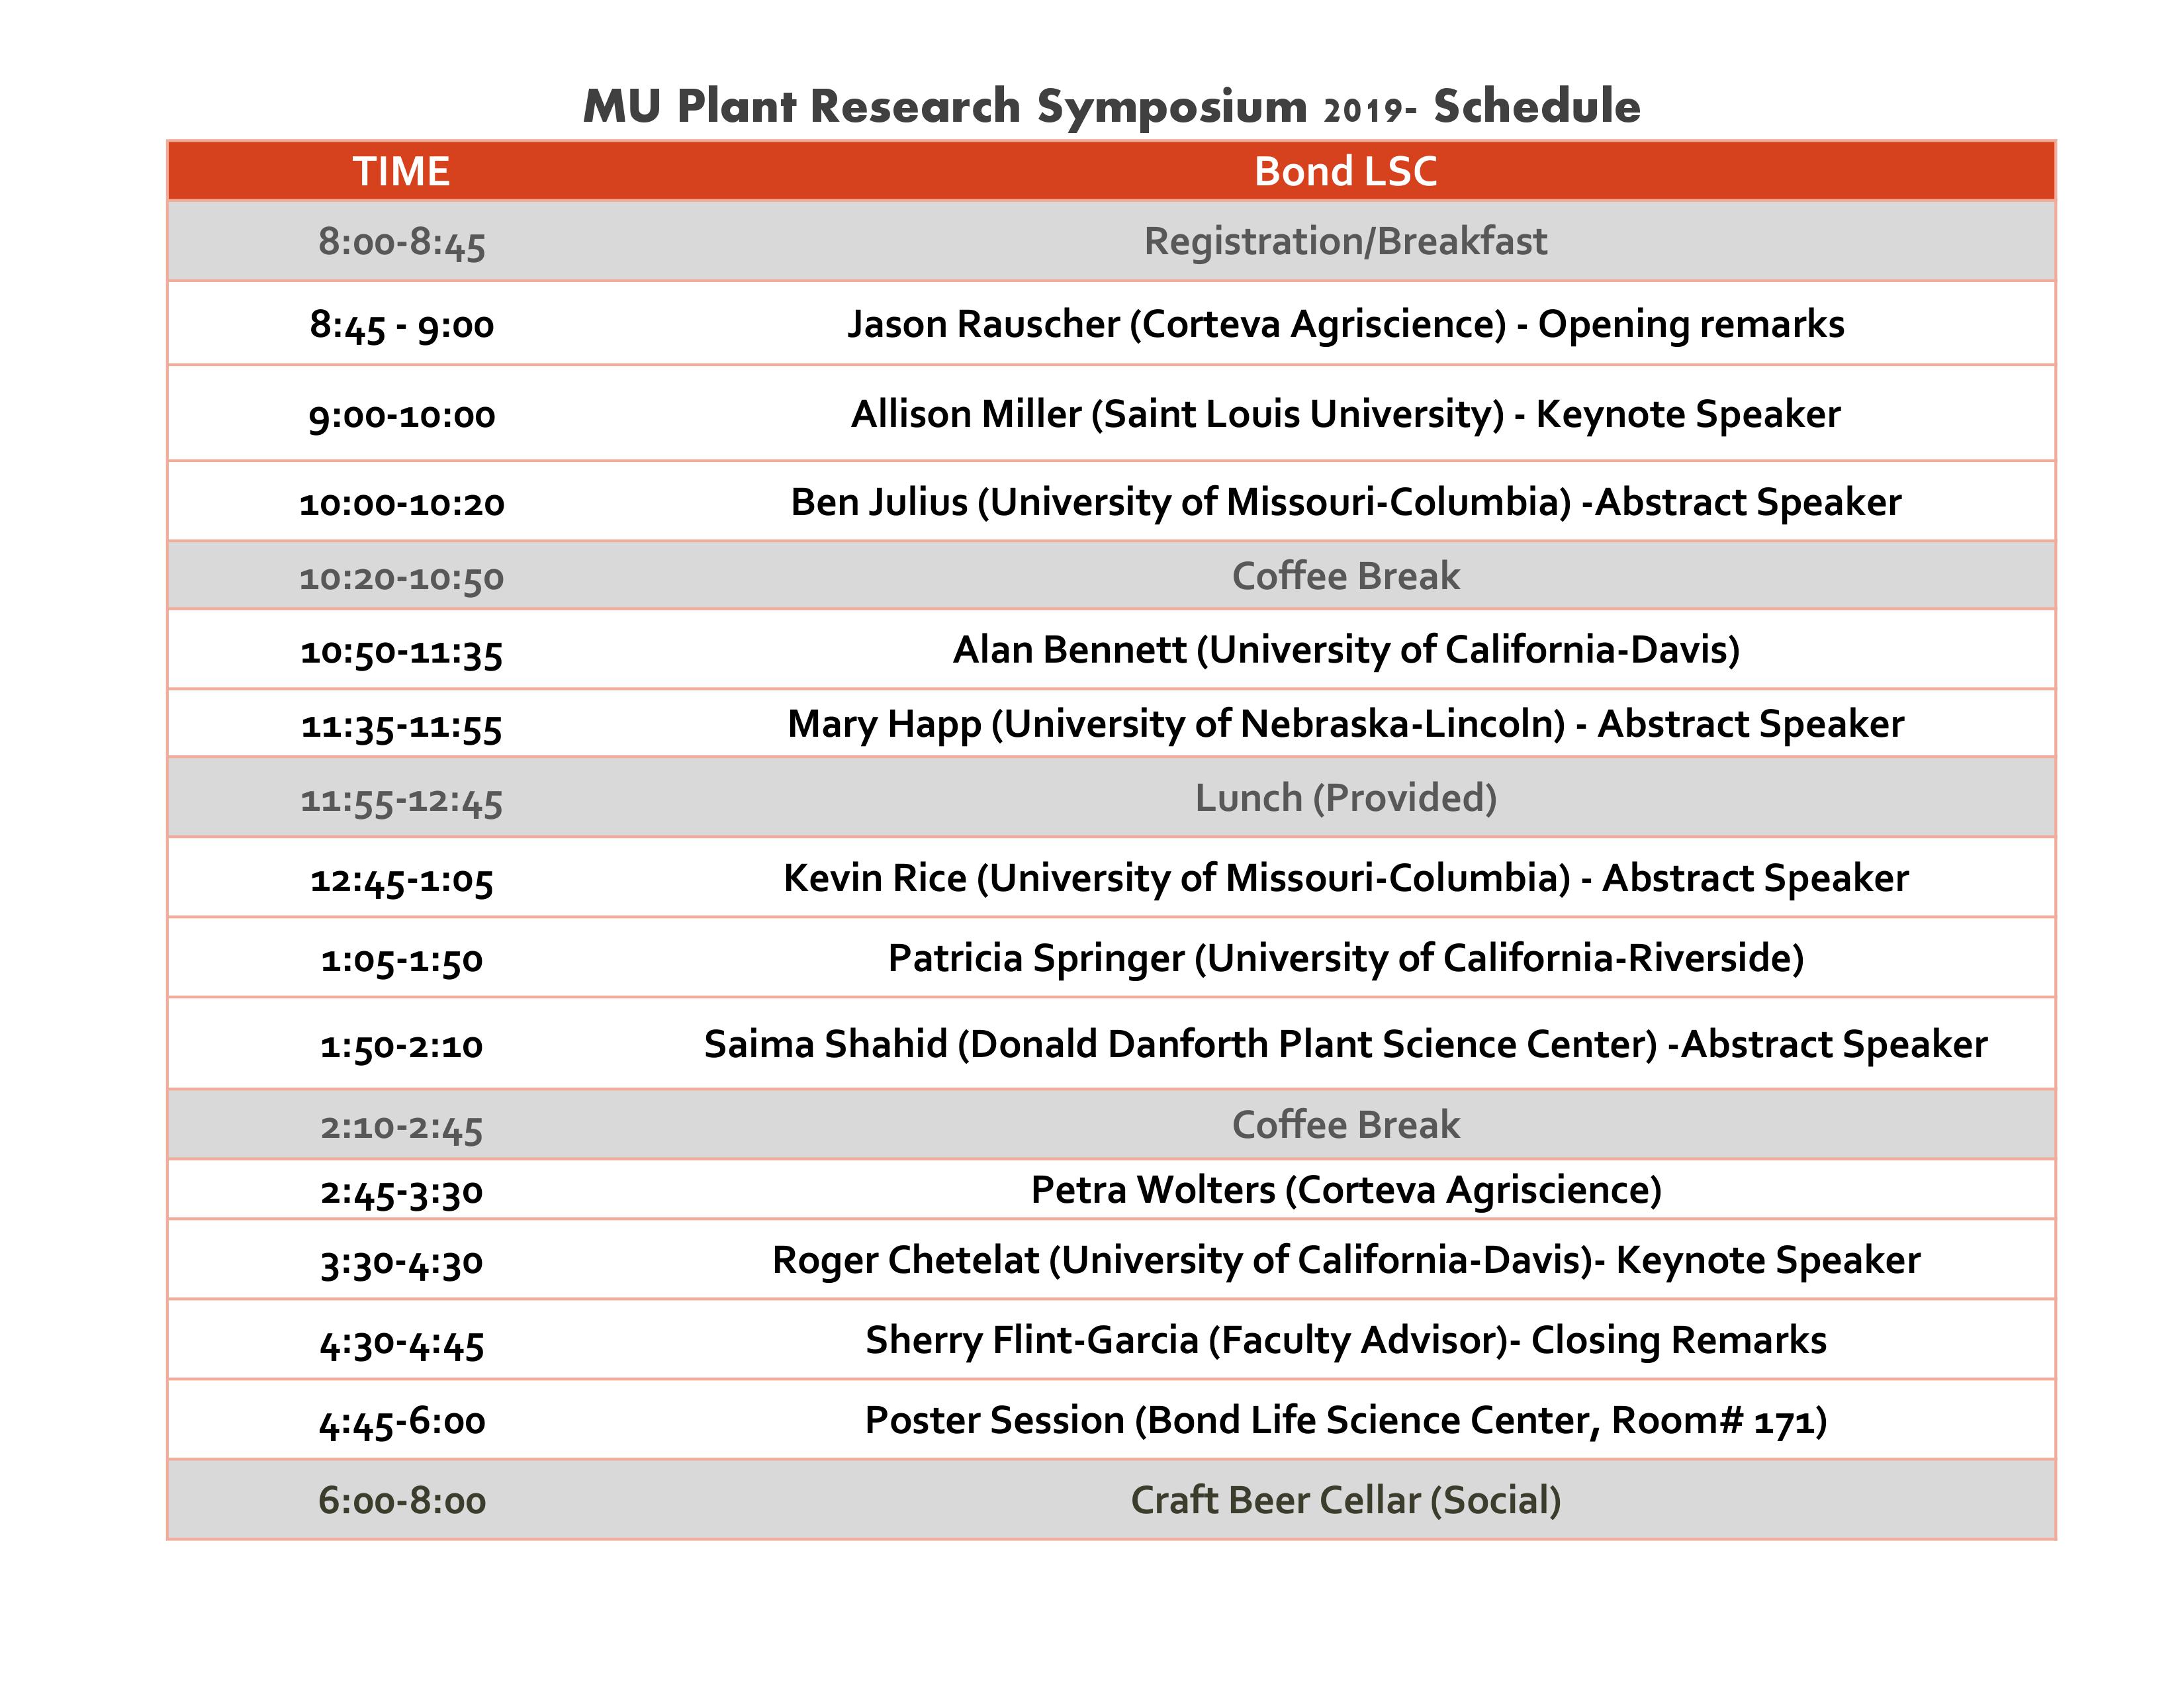 MU Plant Research Symposium 2019- Schedule
TIME Bond LSC
8:00-8:45 Registration/Breakfast
8:45 - 9:00 Jason Rauscher (Corteva Agriscience) - Opening remarks
9:00-10:00 Allison Miller (Saint Louis University) - Keynote Speaker
10:00-10:20 Ben Julius (University of Missouri-Columbia) -Abstract Speaker
10:20-10:50 Coffee Break
10:50-11:35 Alan Bennett (University of California-Davis)
11:35-11:55 Mary Happ (University of Nebraska-Lincoln) - Abstract Speaker
11:55-12:45 Lunch (Provided)
12:45-1:05 Kevin Rice (University of Missouri-Columbia) - Abstract Speaker
1:05-1:50 Patricia Springer (University of California-Riverside)
1:50-2:10 Saima Shahid (Donald Danforth Plant Science Center) -Abstract Speaker
2:10-2:45 Coffee Break
2:45-3:30 Petra Wolters (Corteva Agriscience)
3:30-4:30 Roger Chetelat (University of California-Davis)- Keynote Speaker
4:30-4:45 Sherry Flint-Garcia (Faculty Advisor)- Closing Remarks
4:45-6:00 Poster Session (Bond Life Science Center, Room# 171)
6:00-8:00 Craft Beer Cellar (Social)